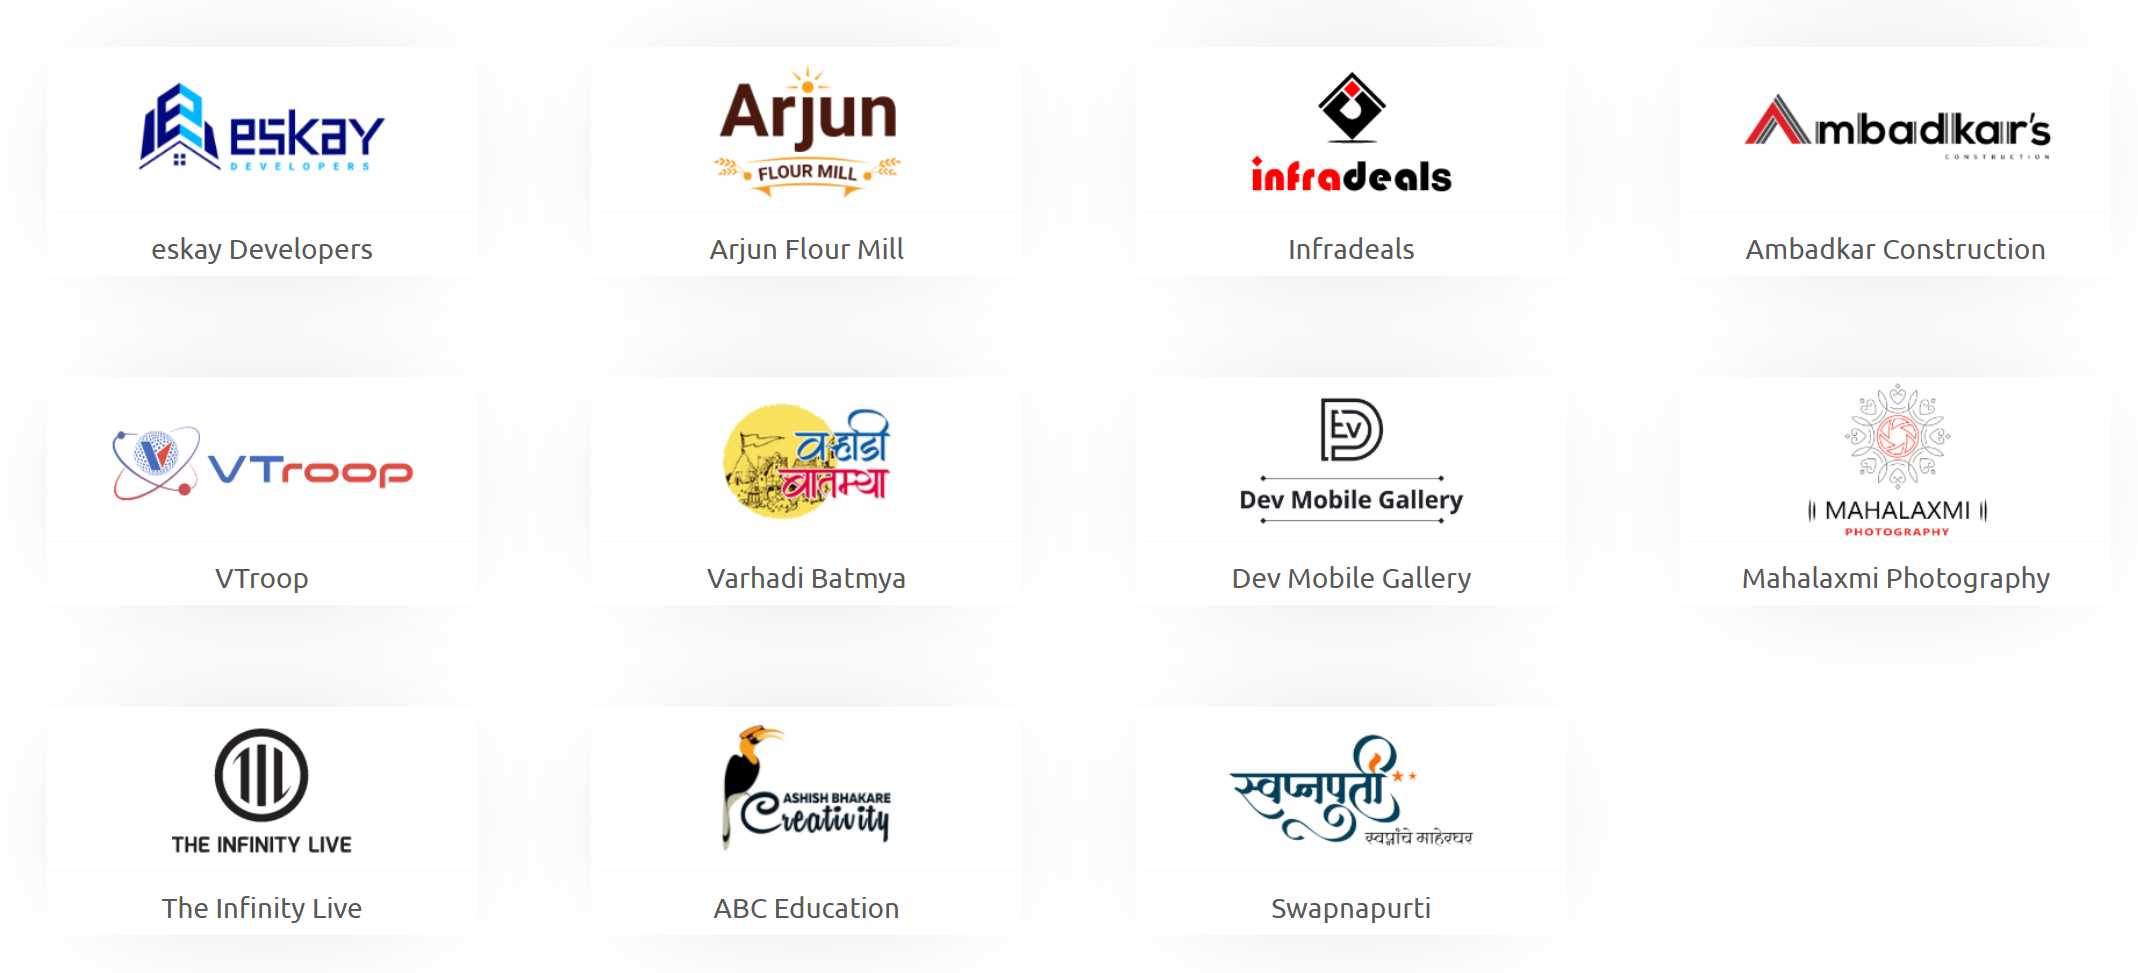 eskay
DEVELOPERS
eskay Developers
Arjun
FLOUR MILL
Arjun Flour Mill
infradeals
Infradeals
Ambadkar's
CONSTRUCTION
Ambadkar Construction
VTroop
VTroop
वऱ्हाडी
बातम्या
Varhadi Batmya
Dev
Dev Mobile Gallery
Dev Mobile Gallery
MAHALAXMI
PHOTOGRAPHY
Mahalaxmi Photography
THE INFINITY LIVE
The Infinity Live
ASHISH BHAKARE
Creativity
ABC Education
स्वप्नपुर्ती
स्वप्नांचे माहेरघर
Swapnapurti